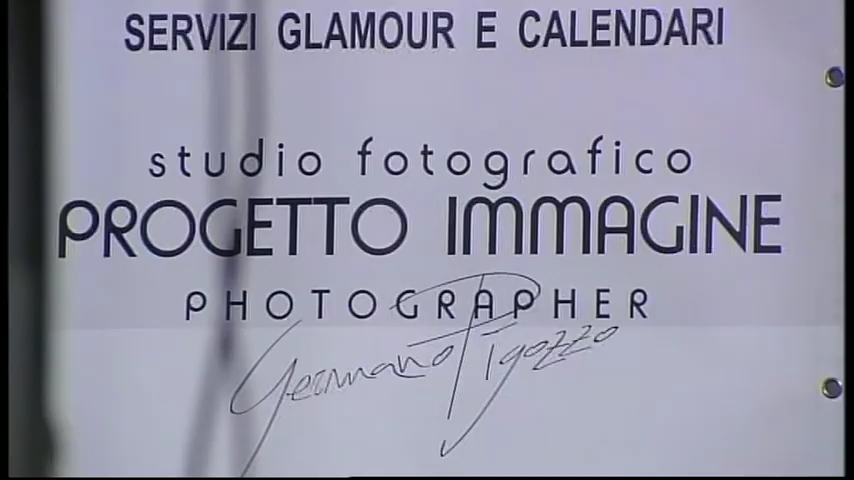 SERVIZI GLAMOUR E CALENDARI
studio fotografico
PROGETTO IMMAGINE
PHOTOGRAPHER
Germano Pigozzo